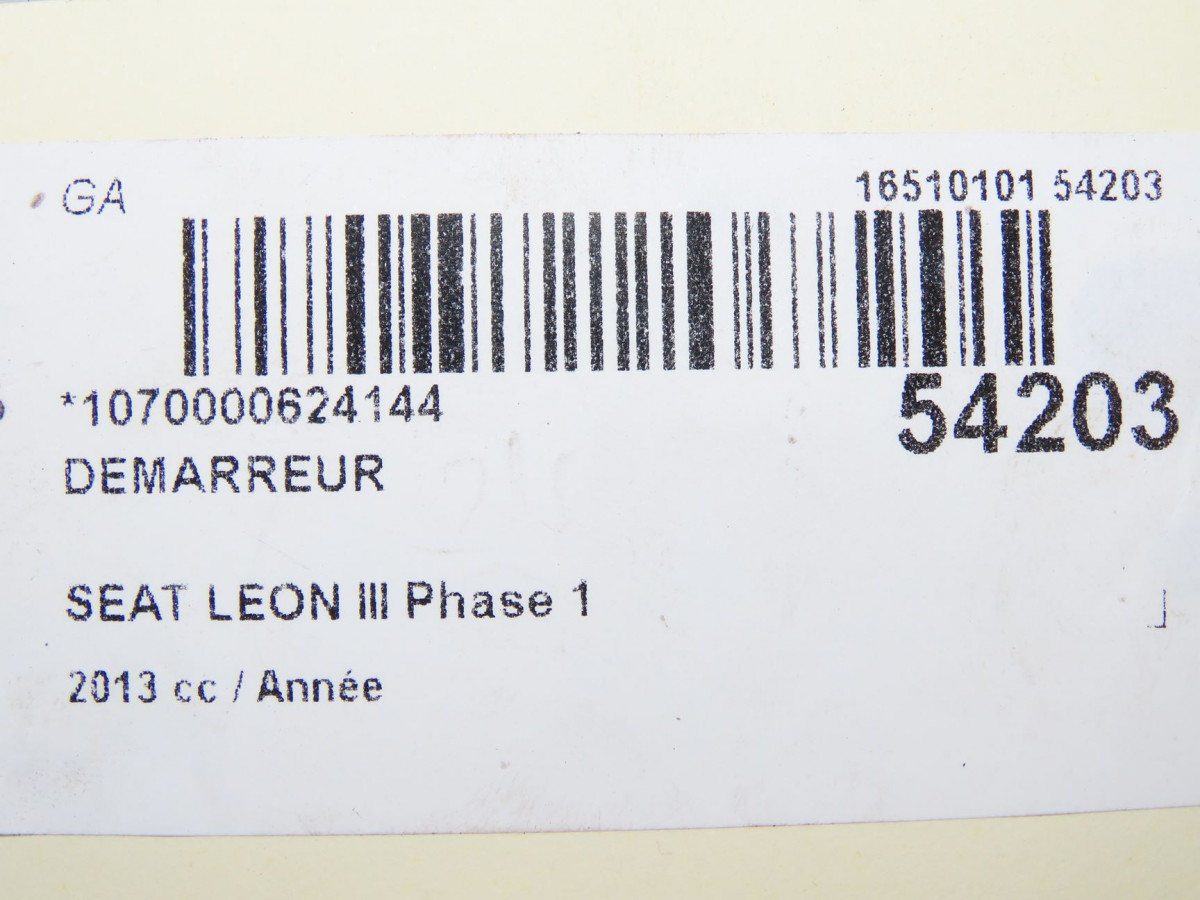 GA
16510101 54203
*1070000624144
54203
DEMARREUR
SEAT LEON III Phase 1
2013 cc / Année